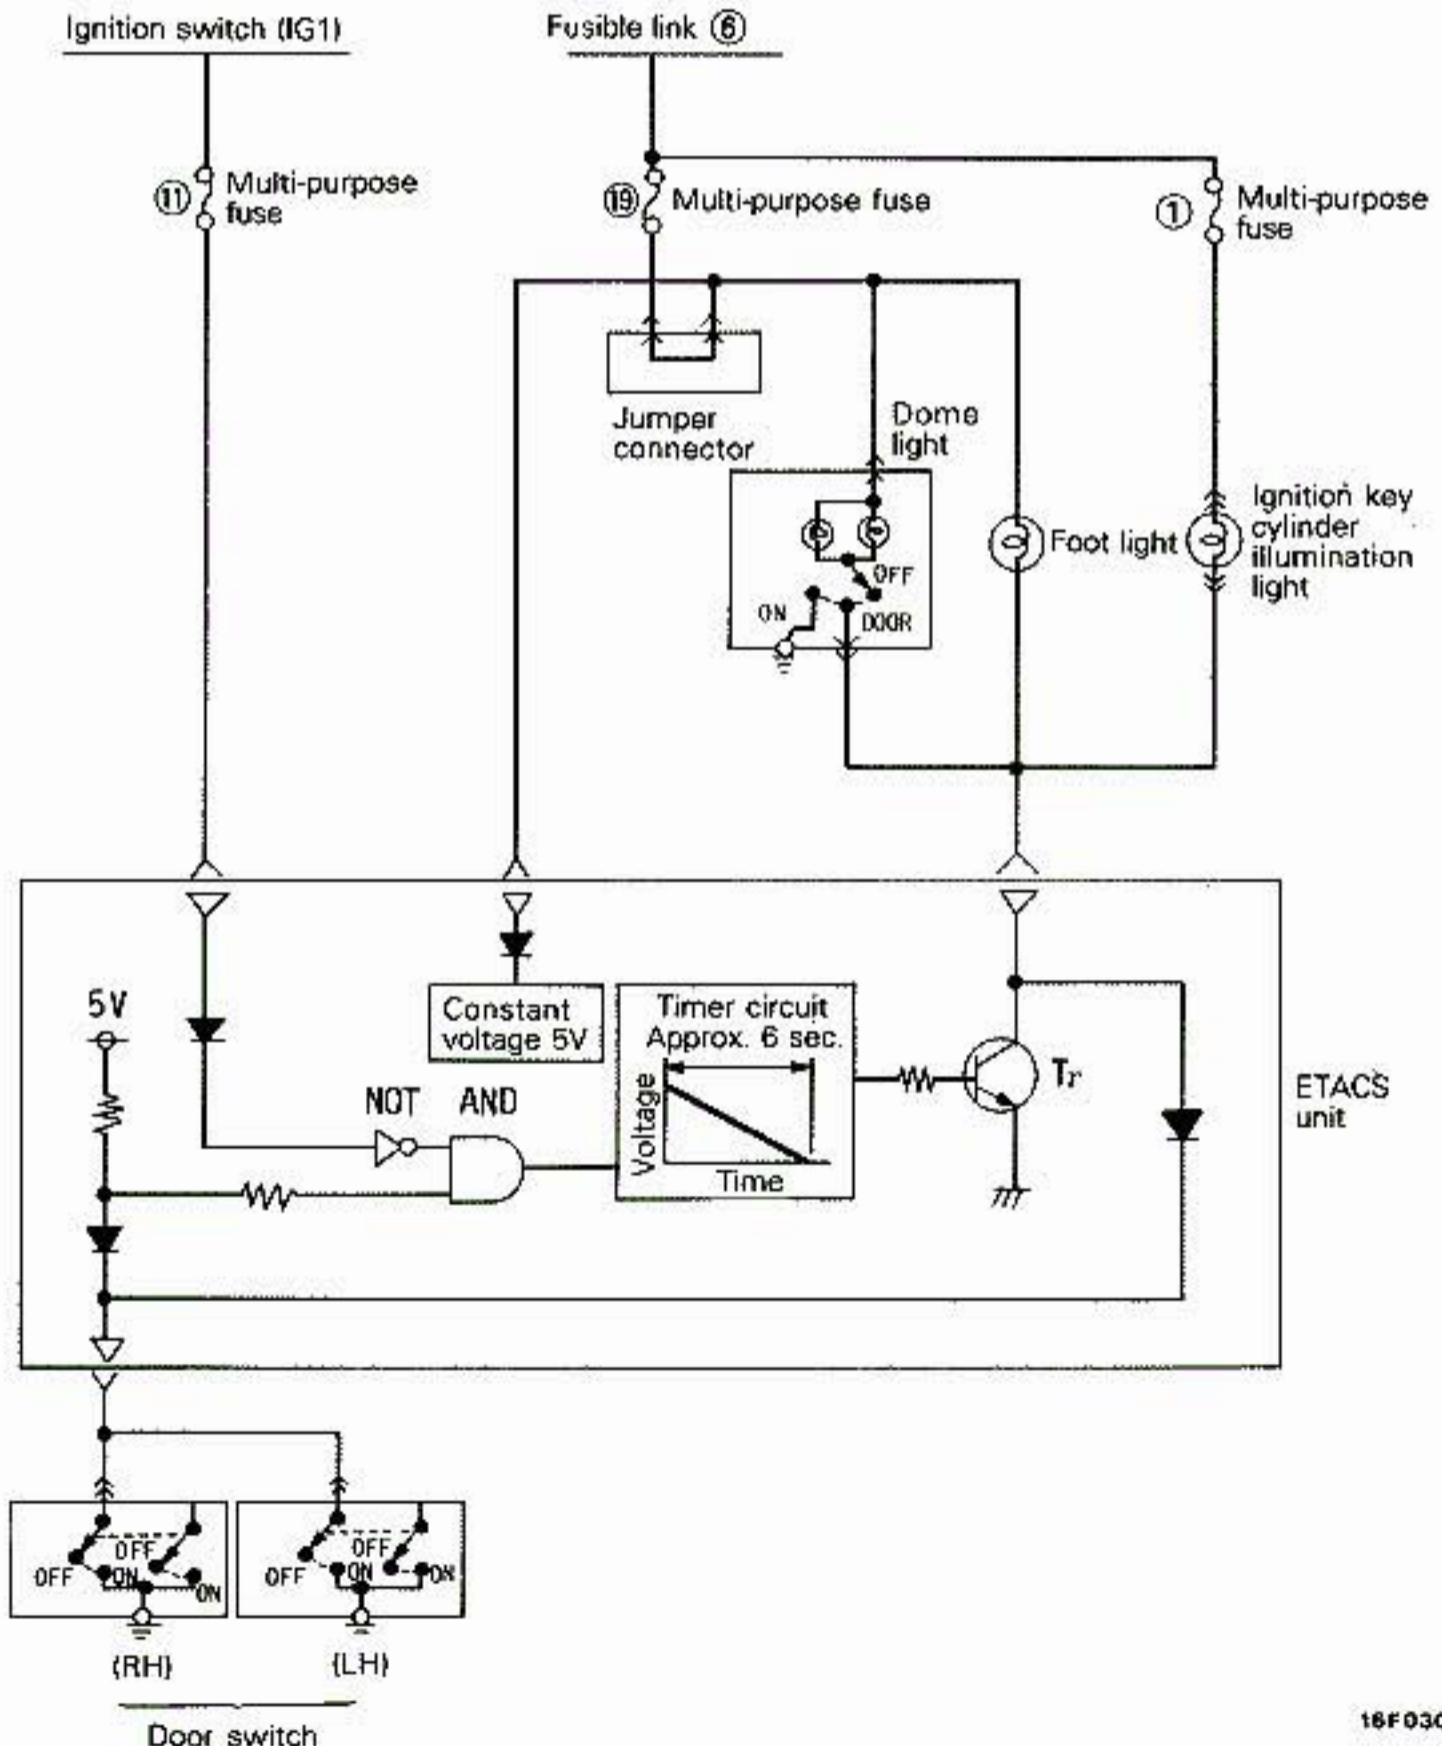 Ignition switch (IG1)
Fusible link ⑥
⑪ Multi-purpose
fuse
⑲ Multi-purpose fuse
① Multi-purpose
fuse
Jumper
connector
Dome
light
OFF
ON
DOOR
Foot light
Ignition key
cylinder
illumination
light
5V
Constant
voltage 5V
Timer circuit
Approx. 6 sec.
Voltage
Time
NOT
AND
Tr
ETACS
unit
OFF
OFF
ON
ON
OFF
OFF
ON
ON
(RH)
(LH)
Door switch